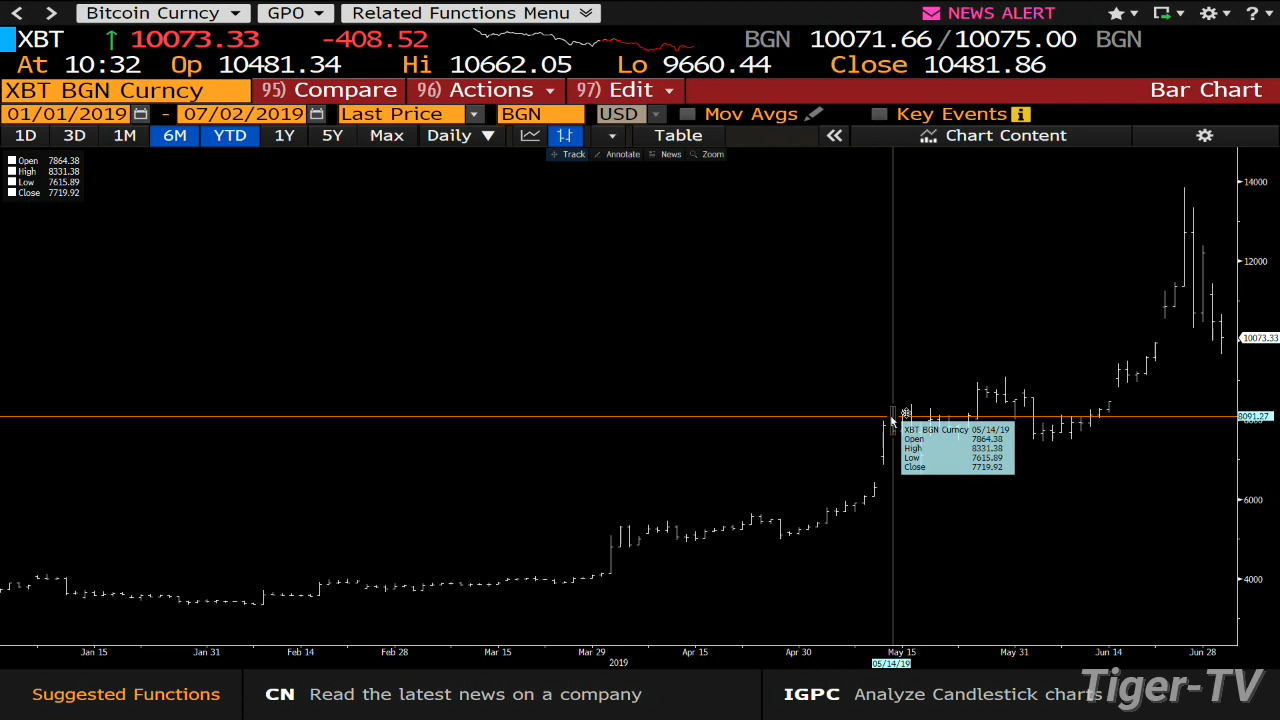 Bitcoin Curncy GPO Related Functions Menu NEWS ALERT ?
XBT ↑ 10073.33 -408.52 BGN 10071.66/10075.00 BGN
At 10:32 Op 10481.34 Hi 10662.05 Lo 9660.44 Close 10481.86
XBT BGN Curncy 95) Compare 96) Actions 97) Edit Bar Chart
01/01/2019 - 07/02/2019 Last Price BGN USD Mov Avgs Key Events i
1D 3D 1M 6M YTD 1Y 5Y Max Daily ▼ Table « Chart Content
Track Annotate News Zoom
Open 7864.38
High 8331.38
Low 7615.89
Close 7719.92
14000
12000
10073.33
8091.27
8000
XBT BGN Curncy 05/14/19
Open 7864.38
High 8331.38
Low 7615.89
Close 7719.92
6000
4000
Jan 15 Jan 31 Feb 14 Feb 28 Mar 15 Mar 29 Apr 15 Apr 30 May 15 May 31 Jun 14 Jun 28
2019 05/14/19
Suggested Functions CN Read the latest news on a company IGPC Analyze Candlestick charts
Tiger-TV